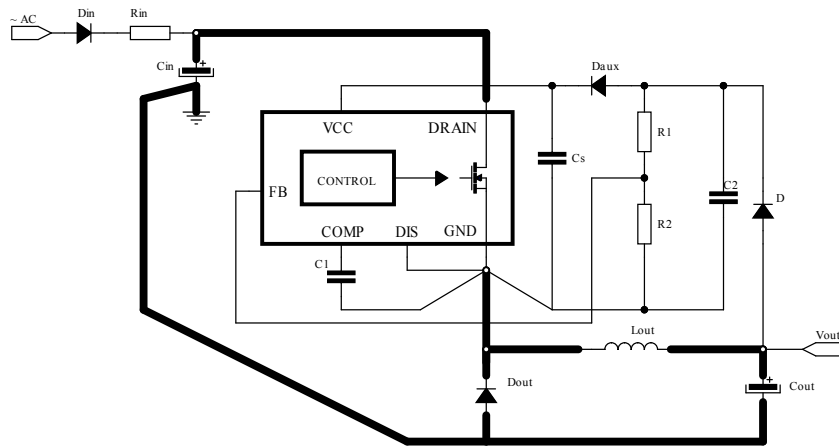 ~ AC
Din
Rin
Cin
VCC
DRAIN
Daux
R1
Cs
CONTROL
FB
C2
D
R2
COMP
DIS
GND
C1
Lout
Vout
Dout
Cout